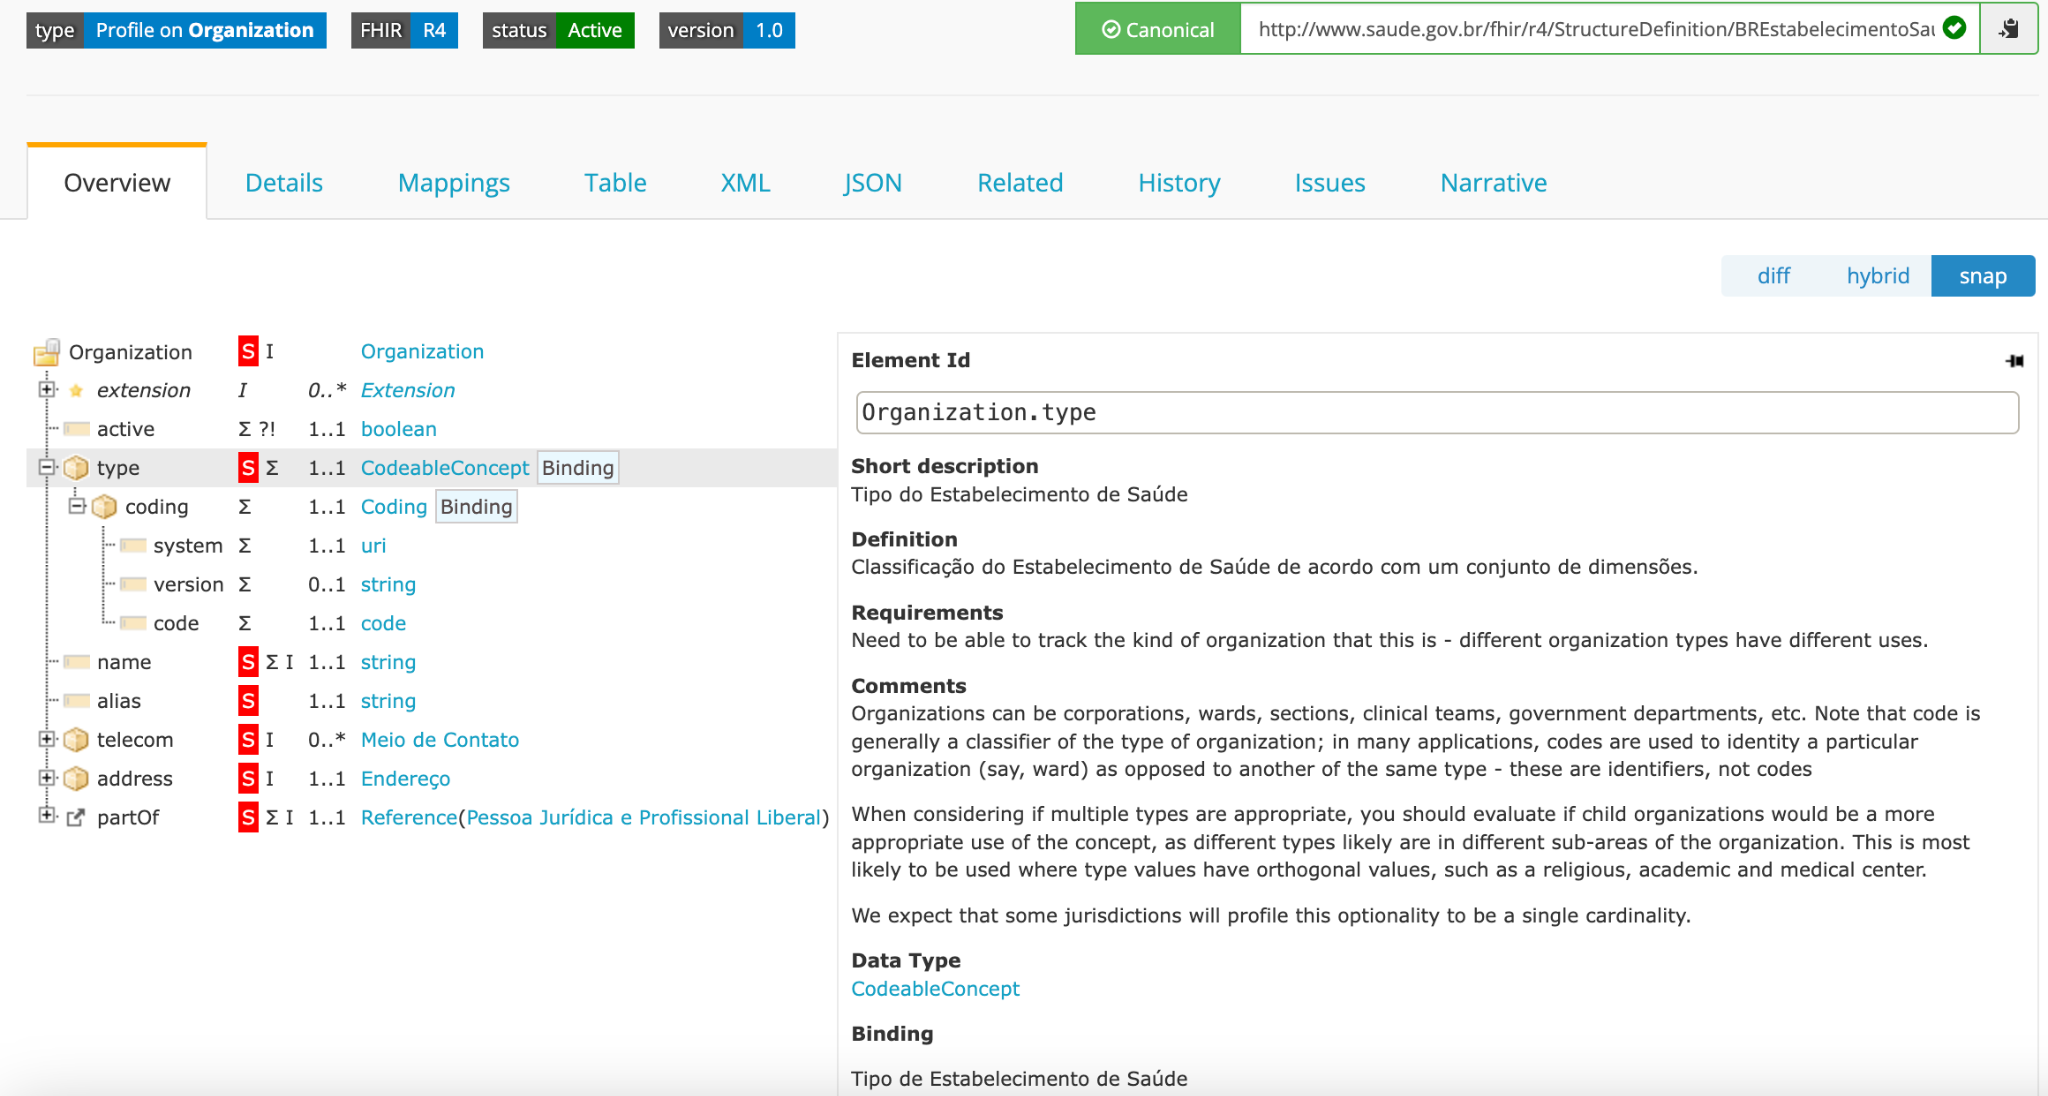 type Profile on Organization FHIR R4 status Active version 1.0 Canonical http://www.saude.gov.br/fhir/r4/StructureDefinition/BREstabelecimentoSau
Overview Details Mappings Table XML JSON Related History Issues Narrative
diff hybrid snap
Organization S I Organization
extension I 0..* Extension
active Σ ?! 1..1 boolean
type S Σ 1..1 CodeableConcept Binding
coding Σ 1..1 Coding Binding
system Σ 1..1 uri
version Σ 0..1 string
code Σ 1..1 code
name S Σ I 1..1 string
alias S 1..1 string
telecom S I 0..* Meio de Contato
address S I 1..1 Endereço
partOf S Σ I 1..1 Reference(Pessoa Jurídica e Profissional Liberal)
Element Id
Organization.type
Short description
Tipo do Estabelecimento de Saúde
Definition
Classificação do Estabelecimento de Saúde de acordo com um conjunto de dimensões.
Requirements
Need to be able to track the kind of organization that this is - different organization types have different uses.
Comments
Organizations can be corporations, wards, sections, clinical teams, government departments, etc. Note that code is
generally a classifier of the type of organization; in many applications, codes are used to identity a particular
organization (say, ward) as opposed to another of the same type - these are identifiers, not codes
When considering if multiple types are appropriate, you should evaluate if child organizations would be a more
appropriate use of the concept, as different types likely are in different sub-areas of the organization. This is most
likely to be used where type values have orthogonal values, such as a religious, academic and medical center.
We expect that some jurisdictions will profile this optionality to be a single cardinality.
Data Type
CodeableConcept
Binding
Tipo de Estabelecimento de Saúde